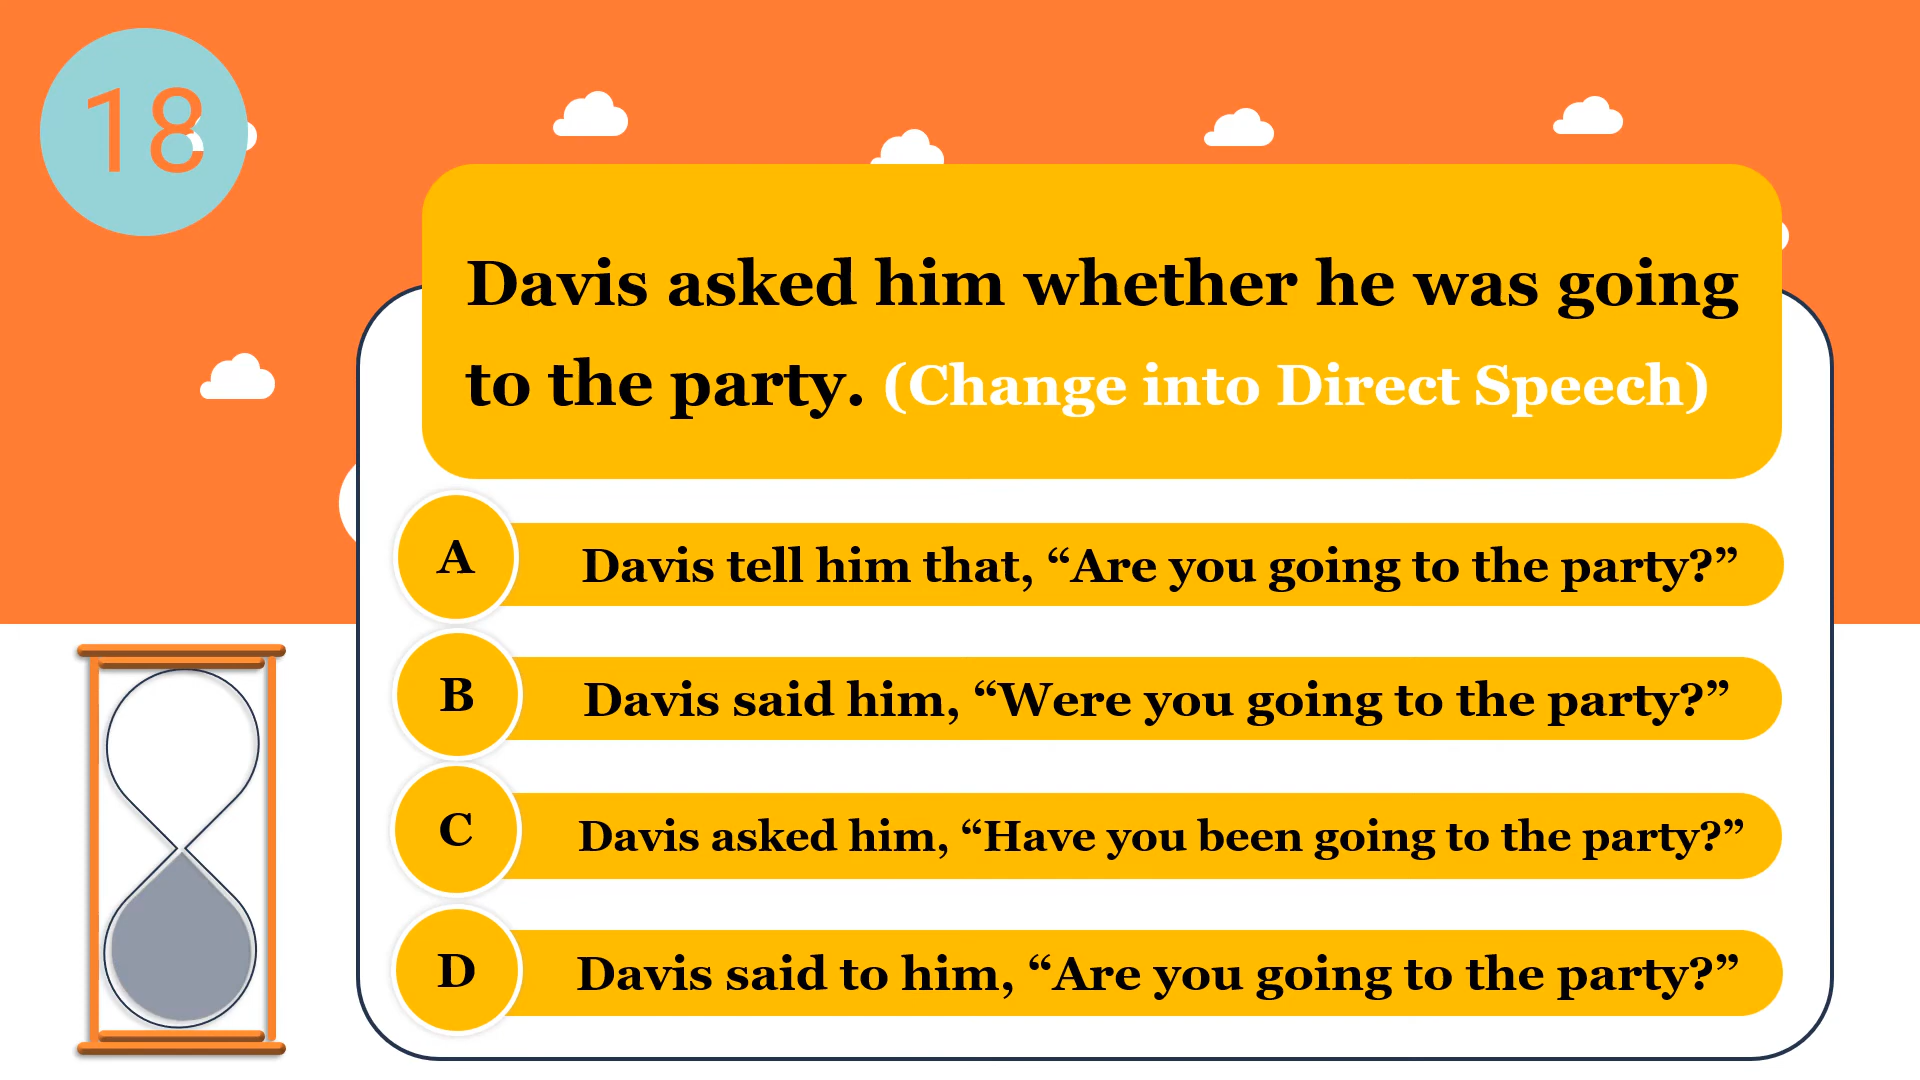 18
Davis asked him whether he was going
to the party. (Change into Direct Speech)
A
Davis tell him that, “Are you going to the party?”
B
Davis said him, “Were you going to the party?”
C
Davis asked him, “Have you been going to the party?”
D
Davis said to him, “Are you going to the party?”